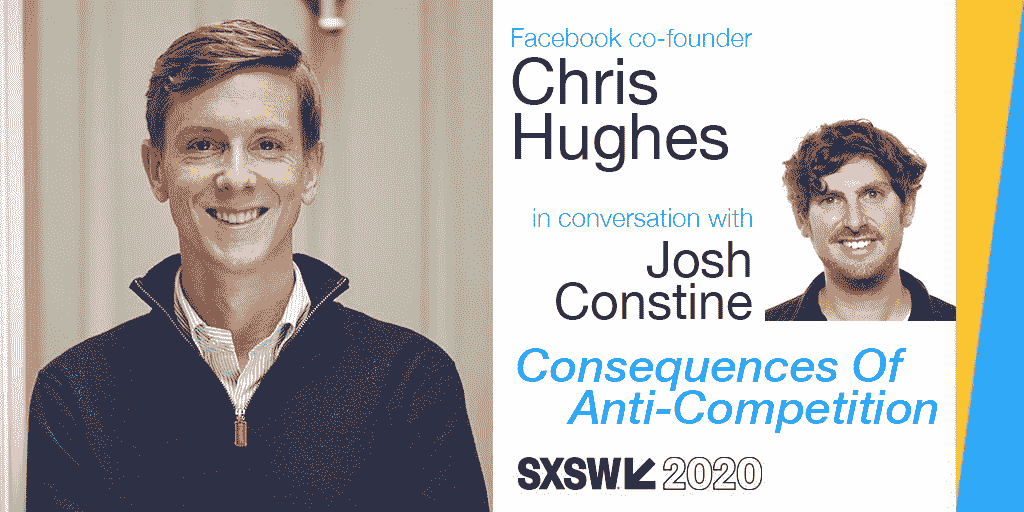 Facebook co-founder
Chris
Hughes
in conversation with
Josh
Constine
Consequences Of
Anti-Competition
SXSW 2020